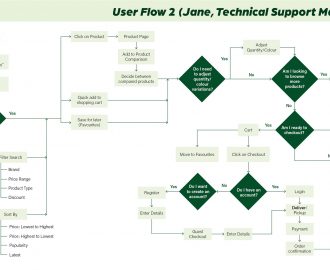 User Flow 2 (Jane, Technical Support Ma
Click on Product
Product Page
Add to Product
Comparison
Decide between
compared products
Quick add to
shopping cart
Save for later
(Favourites)
Do I need
to adjust
quantity/
colour
variations?
Yes
No
Adjust
Quantity/Colour
Yes
Am I looking
to browse
more
products?
No
Am I ready to
checkout?
No
Yes
Cart
Move to Favourites
Click on Checkout
Yes
Do I want
to create an
account?
No
Do I have an
account?
Yes
No
Register
Enter Details
Guest
Checkout
Enter Details
Login
Deliver/
Pickup
Payment
Order
confirmation
Filter Search
Brand
Price Range
Product Type
Discount
Sort By
Price: Lowest to Highest
Price: Highest to Lowest
Popularity
Latest